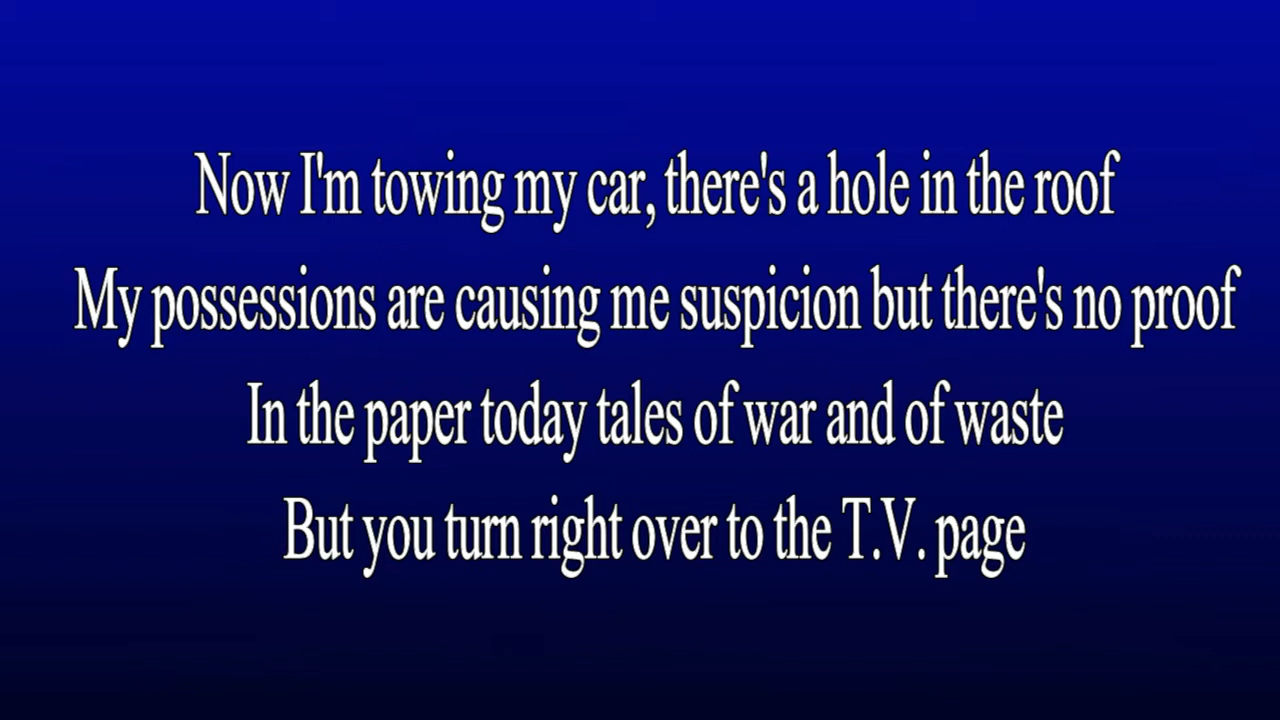 Now I'm towing my car, there's a hole in the roof
My possessions are causing me suspicion but there's no proof
In the paper today tales of war and of waste
But you turn right over to the T.V. page